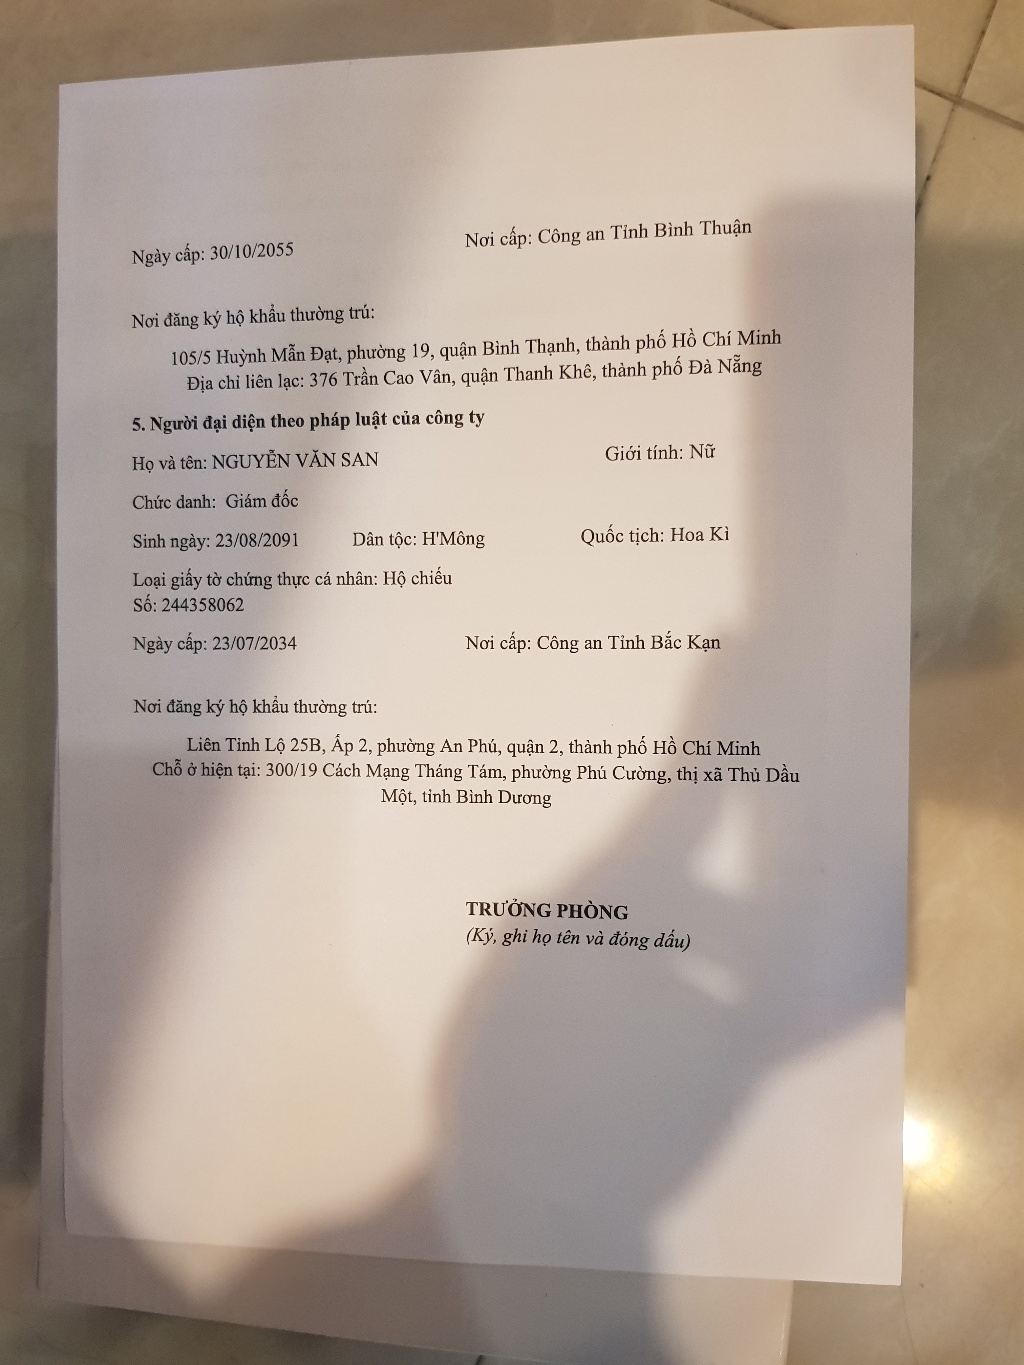 Ngày cấp: 30/10/2055 Nơi cấp: Công an Tỉnh Bình Thuận
Nơi đăng ký hộ khẩu thường trú:
105/5 Huỳnh Mẫn Đạt, phường 19, quận Bình Thạnh, thành phố Hồ Chí Minh
Địa chỉ liên lạc: 376 Trần Cao Vân, quận Thanh Khê, thành phố Đà Nẵng
5. Người đại diện theo pháp luật của công ty
Họ và tên: NGUYỄN VĂN SAN Giới tính: Nữ
Chức danh: Giám đốc
Sinh ngày: 23/08/2091 Dân tộc: H'Mông Quốc tịch: Hoa Kì
Loại giấy tờ chứng thực cá nhân: Hộ chiếu
Số: 244358062
Ngày cấp: 23/07/2034 Nơi cấp: Công an Tỉnh Bắc Kạn
Nơi đăng ký hộ khẩu thường trú:
Liên Tỉnh Lộ 25B, Ấp 2, phường An Phú, quận 2, thành phố Hồ Chí Minh
Chỗ ở hiện tại: 300/19 Cách Mạng Tháng Tám, phường Phú Cường, thị xã Thủ Dầu
Một, tỉnh Bình Dương
TRƯỞNG PHÒNG
(Ký, ghi họ tên và đóng dấu)